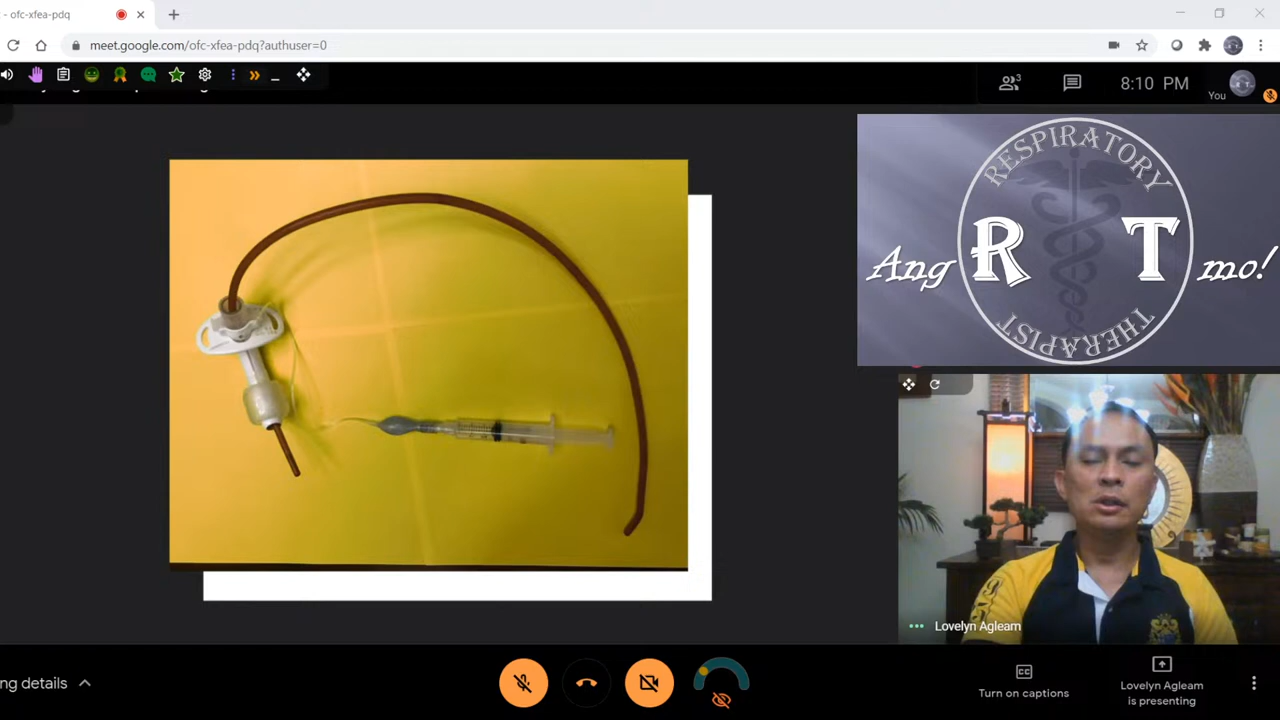 - ofc-xfea-pdq
meet.google.com/ofc-xfea-pdq?authuser=0
3
8:10 PM
You
RESPIRATORY
Ang R T mo!
THERAPIST
Lovelyn Agleam
ng details
Turn on captions
Lovelyn Agleam
is presenting